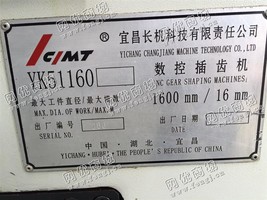 CJMT ® 宜昌长机科技有限责任公司
YICHANG CHANGJIANG MACHINE TECHNOLOGY CO., LTD
YK51160 数控插齿机
CNC GEAR SHAPING MACHINES
最大工件直径/最大模数 1600 mm / 16 mm
MAX.DIA.OF WORK/MAX.M
出厂编号 出厂日期
SERIAL NO. DATE
中国·湖北·宜昌
YICHANG·HUBEI·THE PEOPLE'S REPUBLIC OF CHINA